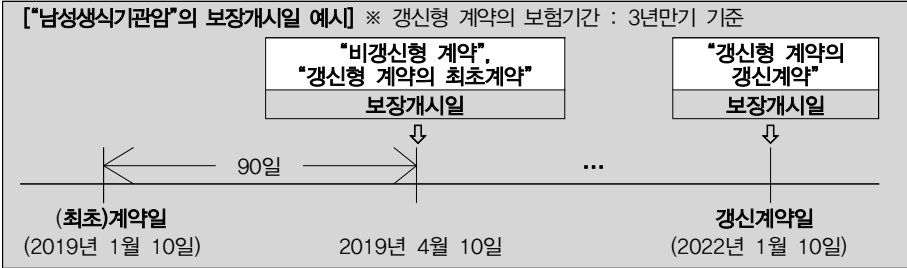 ["남성생식기관암"의 보장개시일 예시] ※ 갱신형 계약의 보험기간 : 3년만기 기준
"비갱신형 계약",
"갱신형 계약의 최초계약"
보장개시일
"갱신형 계약의
갱신계약"
보장개시일
90일
...
(최초)계약일
(2019년 1월 10일)
2019년 4월 10일
갱신계약일
(2022년 1월 10일)